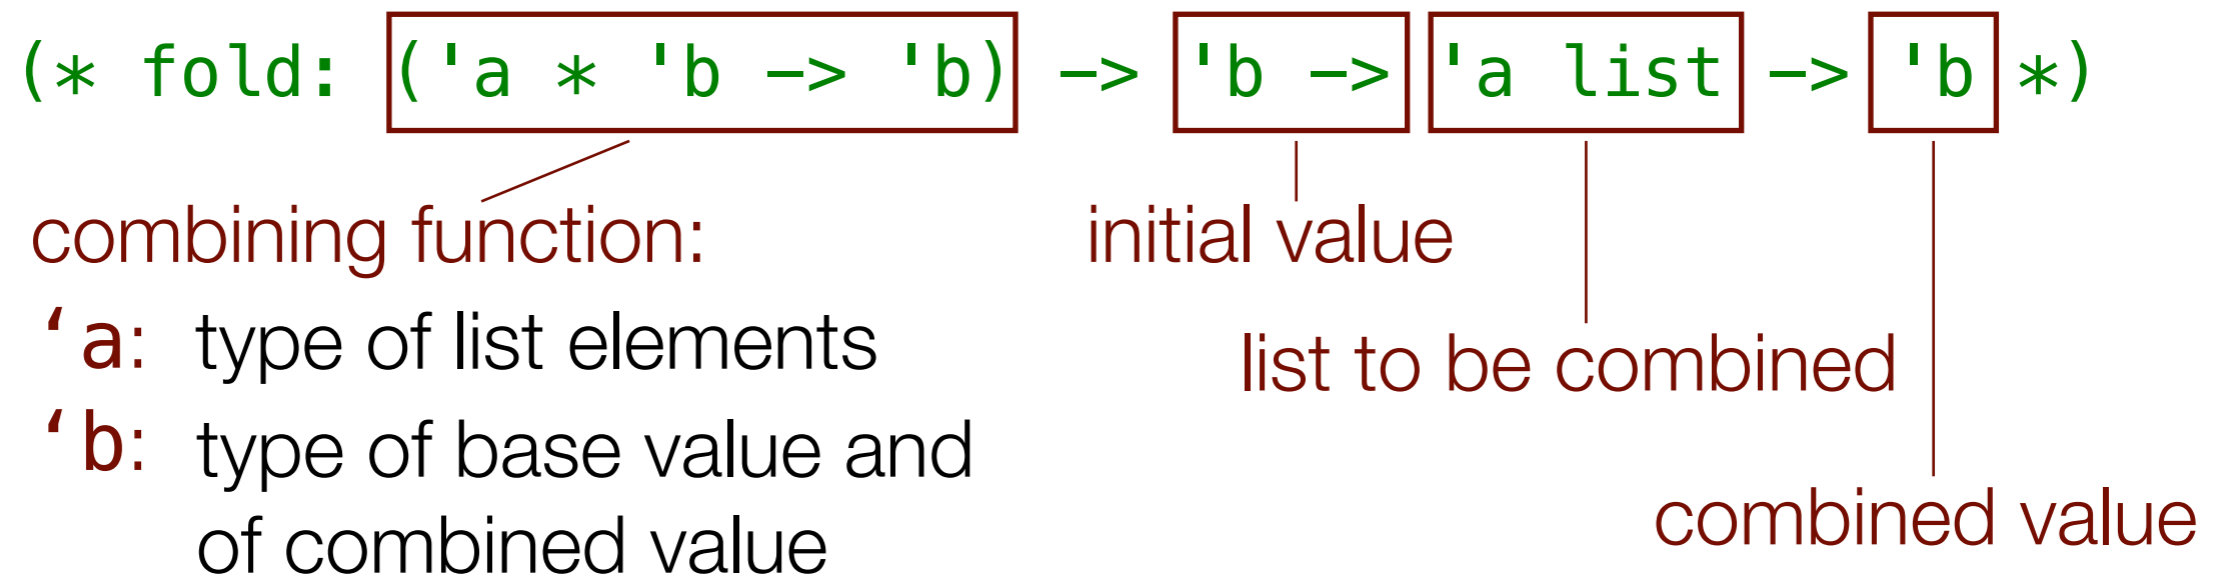 (* fold: ('a * 'b -> 'b) -> 'b -> 'a list -> 'b *)
combining function:
initial value
‘a: type of list elements
list to be combined
‘b: type of base value and
of combined value
combined value